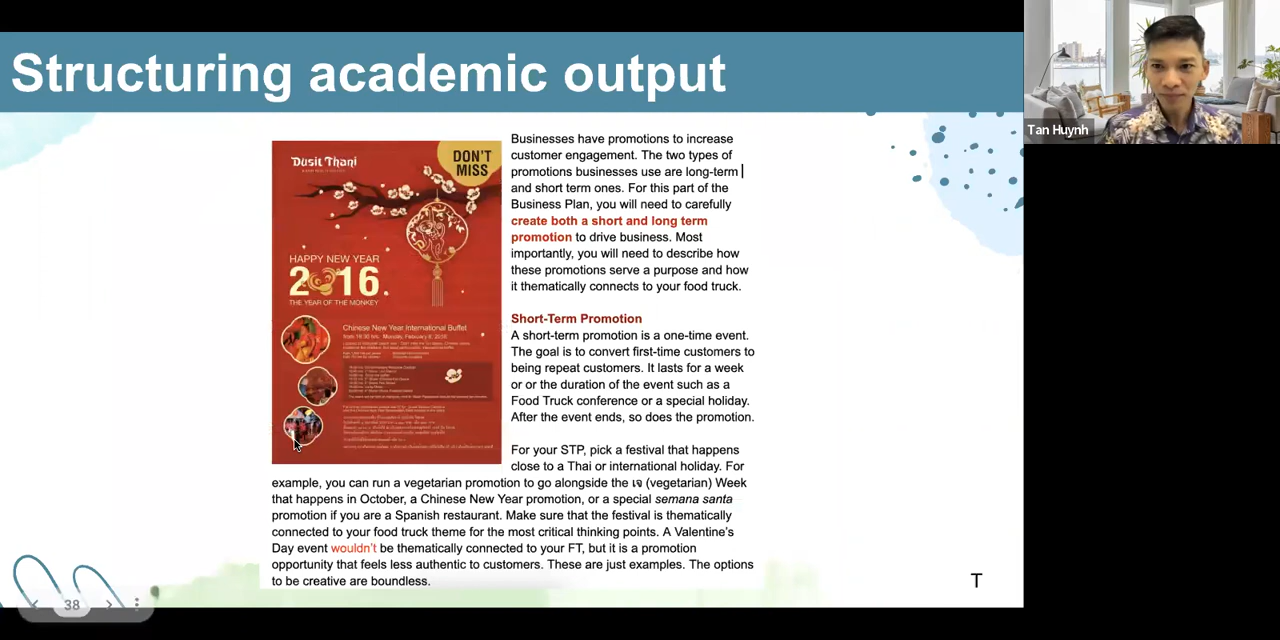 Structuring academic output
Tan Huynh
Dusit Thani
DON'T
MISS
HAPPY NEW YEAR
2016.
THE YEAR OF THE MONKEY
Chinese New Year International Buffet
from 18:30 hrs. Monday, February 8, 2016
Businesses have promotions to increase
customer engagement. The two types of
promotions businesses use are long-term
and short term ones. For this part of the
Business Plan, you will need to carefully
create both a short and long term
promotion to drive business. Most
importantly, you will need to describe how
these promotions serve a purpose and how
it thematically connects to your food truck.
Short-Term Promotion
A short-term promotion is a one-time event.
The goal is to convert first-time customers to
being repeat customers. It lasts for a week
or or the duration of the event such as a
Food Truck conference or a special holiday.
After the event ends, so does the promotion.
For your STP, pick a festival that happens
close to a Thai or international holiday. For
example, you can run a vegetarian promotion to go alongside the เจ (vegetarian) Week
that happens in October, a Chinese New Year promotion, or a special semana santa
promotion if you are a Spanish restaurant. Make sure that the festival is thematically
connected to your food truck theme for the most critical thinking points. A Valentine's
Day event wouldn't be thematically connected to your FT, but it is a promotion
opportunity that feels less authentic to customers. These are just examples. The options
to be creative are boundless.
T
38